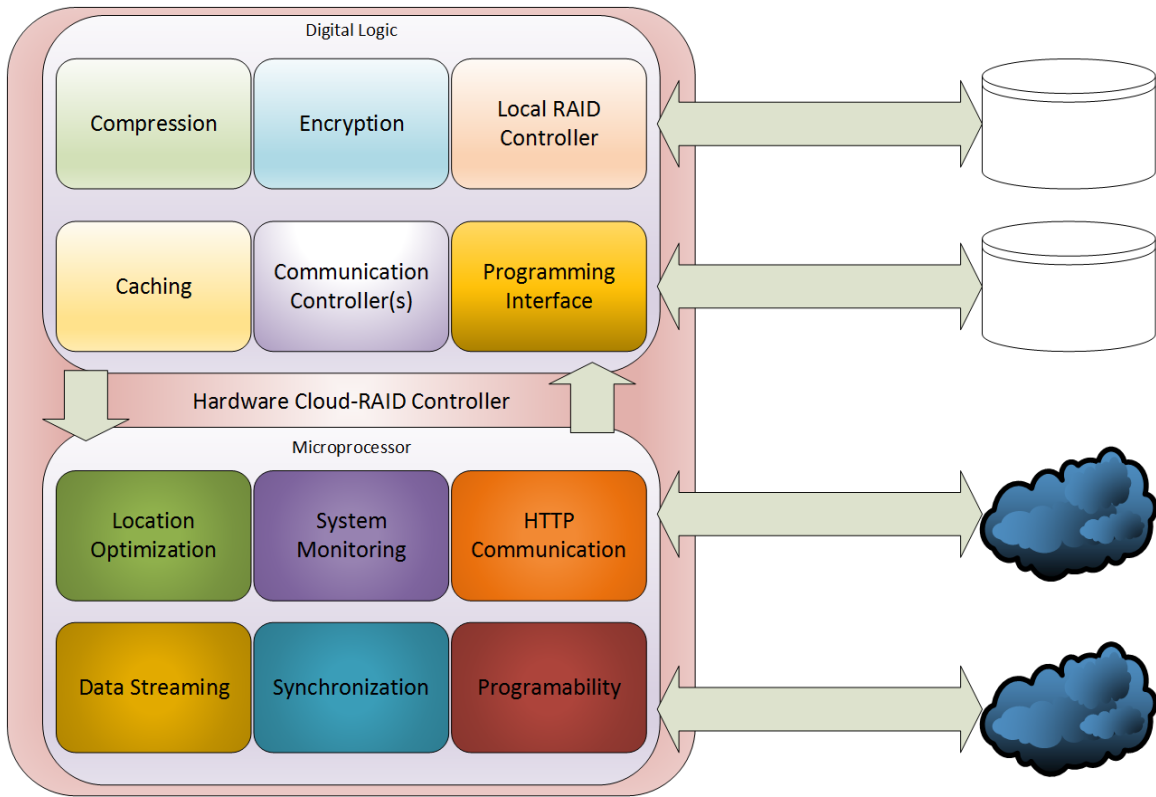 Digital Logic
Compression
Encryption
Local RAID
Controller
Caching
Communication
Controller(s)
Programming
Interface
Hardware Cloud-RAID Controller
Microprocessor
Location
Optimization
System
Monitoring
HTTP
Communication
Data Streaming
Synchronization
Programability